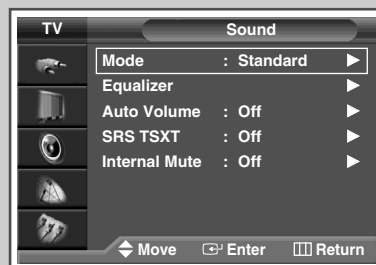 TV Sound
Mode : Standard
Equalizer
Auto Volume : Off
SRS TSXT : Off
Internal Mute : Off
Move Enter Return